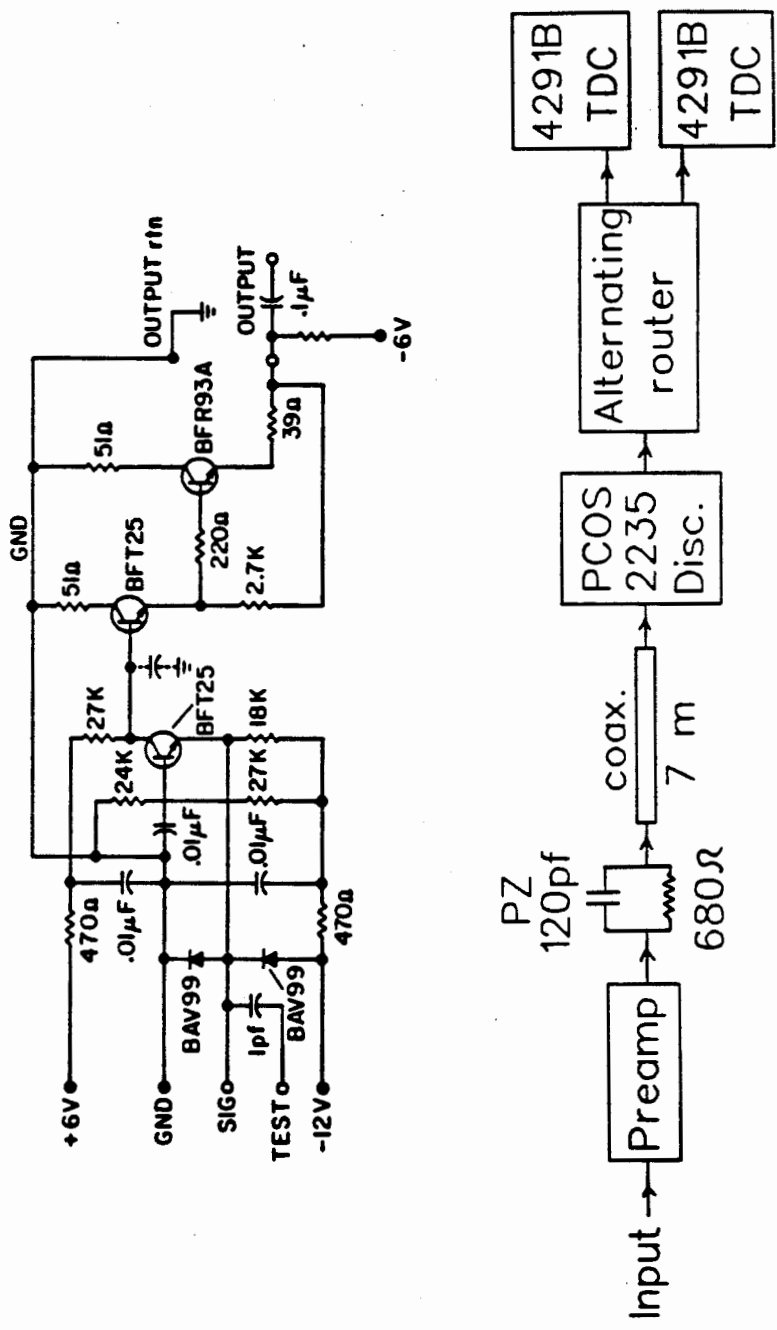 +6V
470Ω
.01µF
27K
24K
BFT25
GND
51Ω
BFT25
51Ω
BFR93A
OUTPUT rtn
GND
.01µF
220Ω
OUTPUT
.1µF
39Ω
BAV99
.01µF
27K
18K
2.7K
SIG
1pf
TEST
BAV99
470Ω
-12V
-6V
Input
Preamp
PZ
120pf
680Ω
coax.
7 m
PCOS
2235
Disc.
Alternating
router
4291B
TDC
4291B
TDC